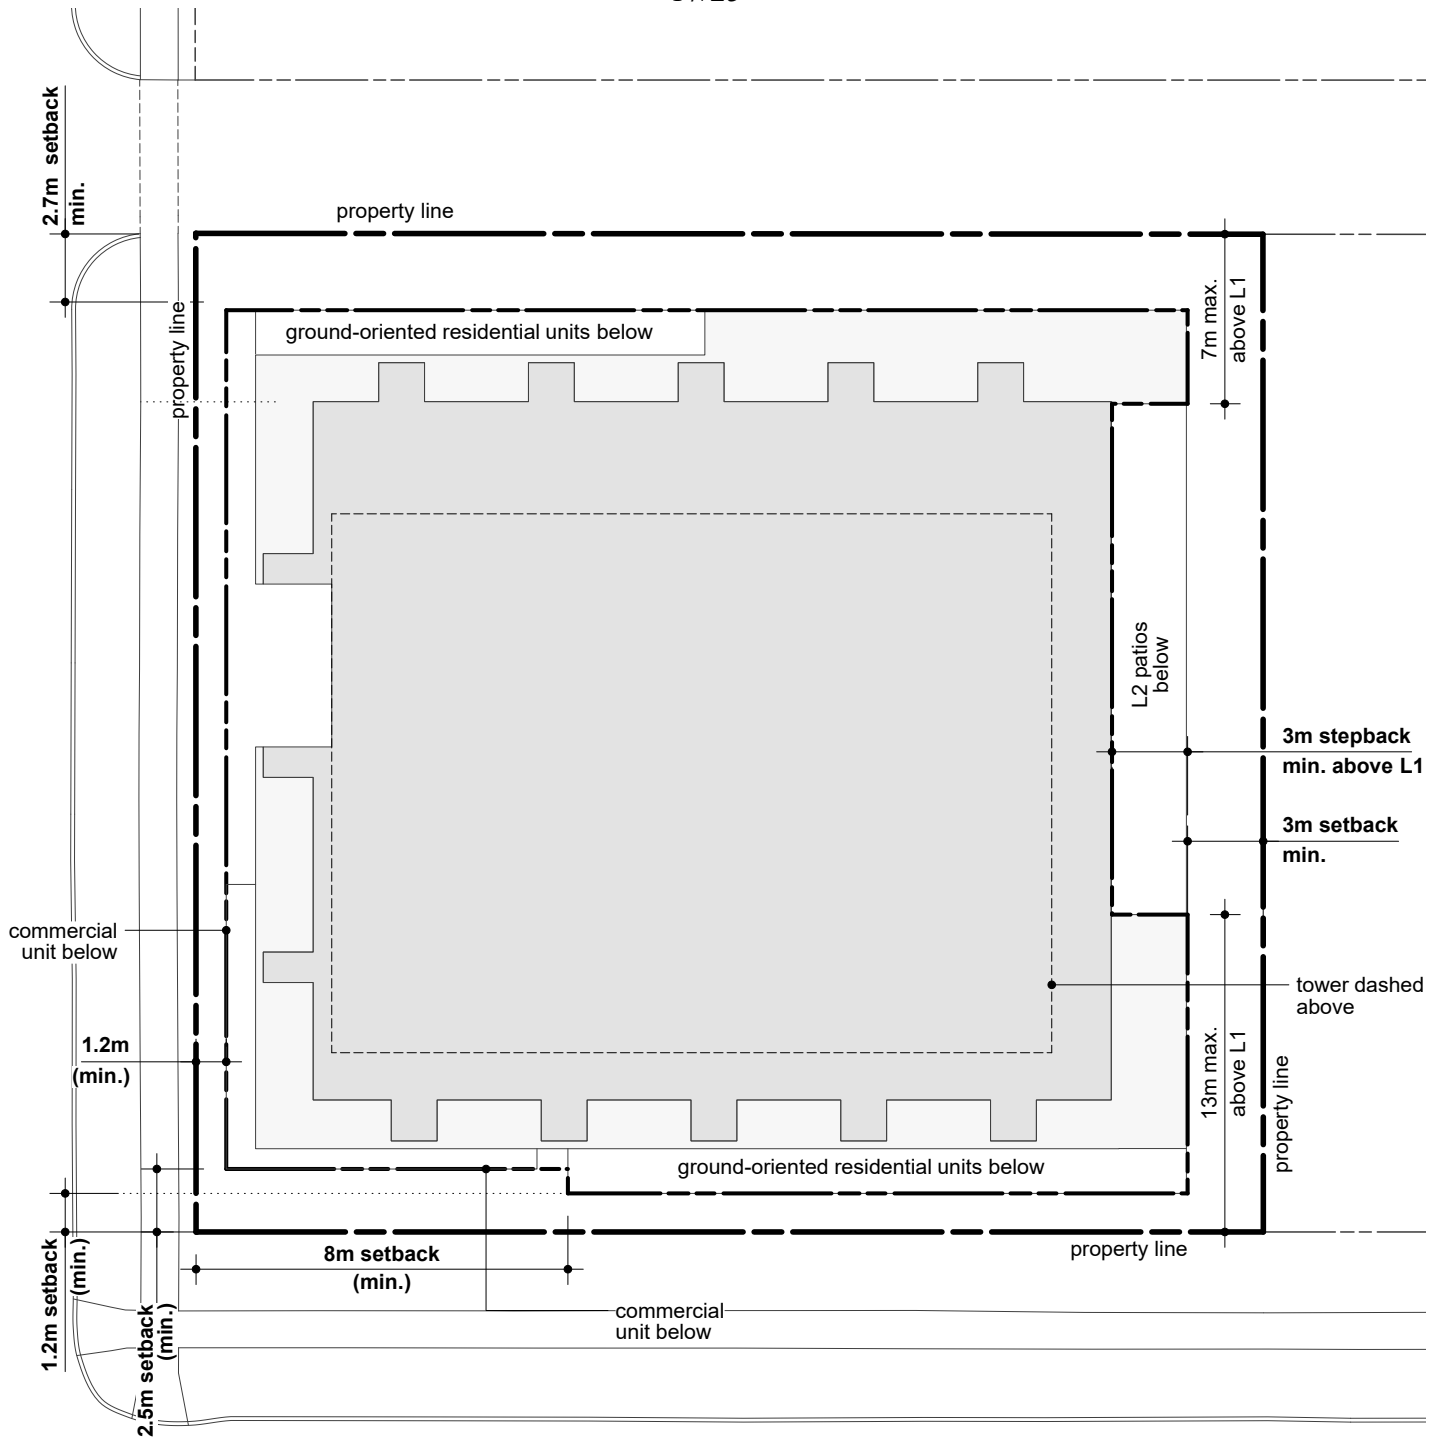 2.7m setback
min.
property line
property line
ground-oriented residential units below
7m max.
above L1
L2 patios
below
3m stepback
min. above L1
3m setback
min.
commercial
unit below
tower dashed
above
1.2m
(min.)
13m max.
above L1
property line
ground-oriented residential units below
property line
8m setback
(min.)
1.2m setback
(min.)
2.5m setback
(min.)
commercial
unit below